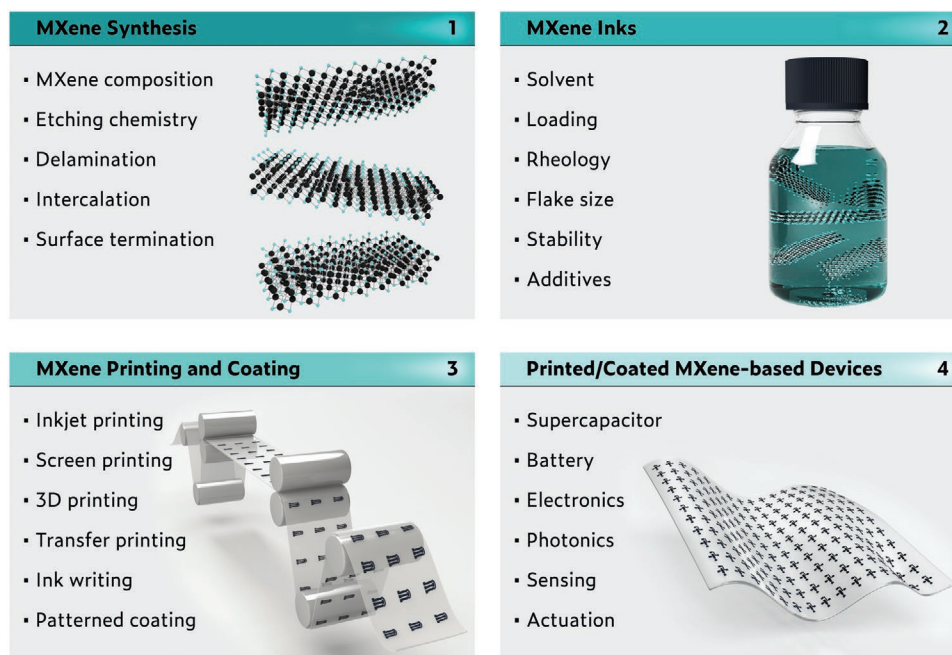 MXene Synthesis 1
▪ MXene composition
▪ Etching chemistry
▪ Delamination
▪ Intercalation
▪ Surface termination
MXene Inks 2
▪ Solvent
▪ Loading
▪ Rheology
▪ Flake size
▪ Stability
▪ Additives
MXene Printing and Coating 3
▪ Inkjet printing
▪ Screen printing
▪ 3D printing
▪ Transfer printing
▪ Ink writing
▪ Patterned coating
Printed/Coated MXene-based Devices 4
▪ Supercapacitor
▪ Battery
▪ Electronics
▪ Photonics
▪ Sensing
▪ Actuation